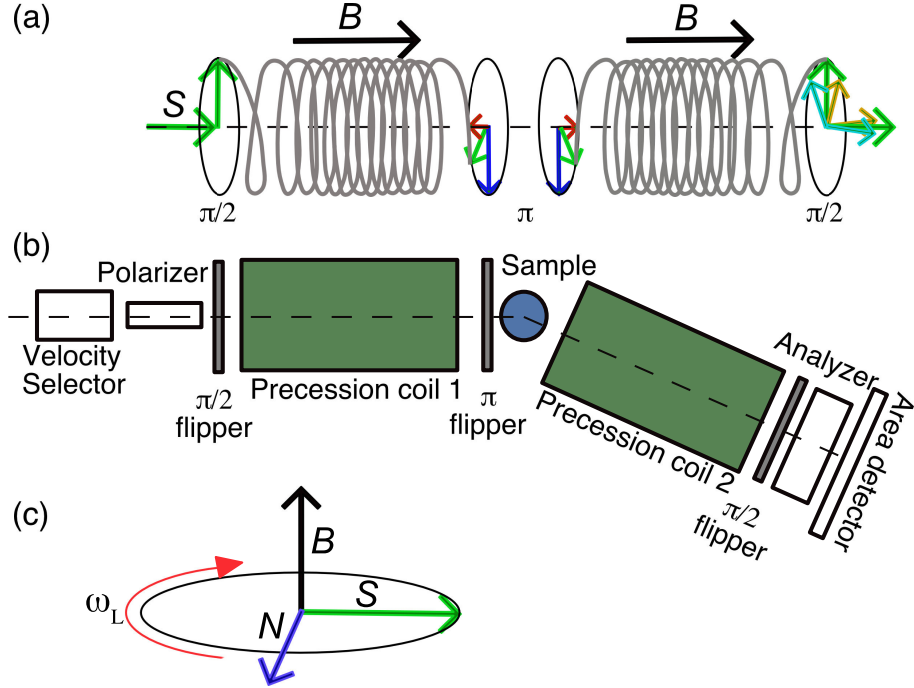 (a)
B
B
S
π/2
π
π/2
(b)
Polarizer
Sample
Velocity
Selector
π/2
flipper
Precession coil 1
π
flipper
Precession coil 2
π/2
flipper
Analyzer
Area detector
(c)
B
S
N
ωL